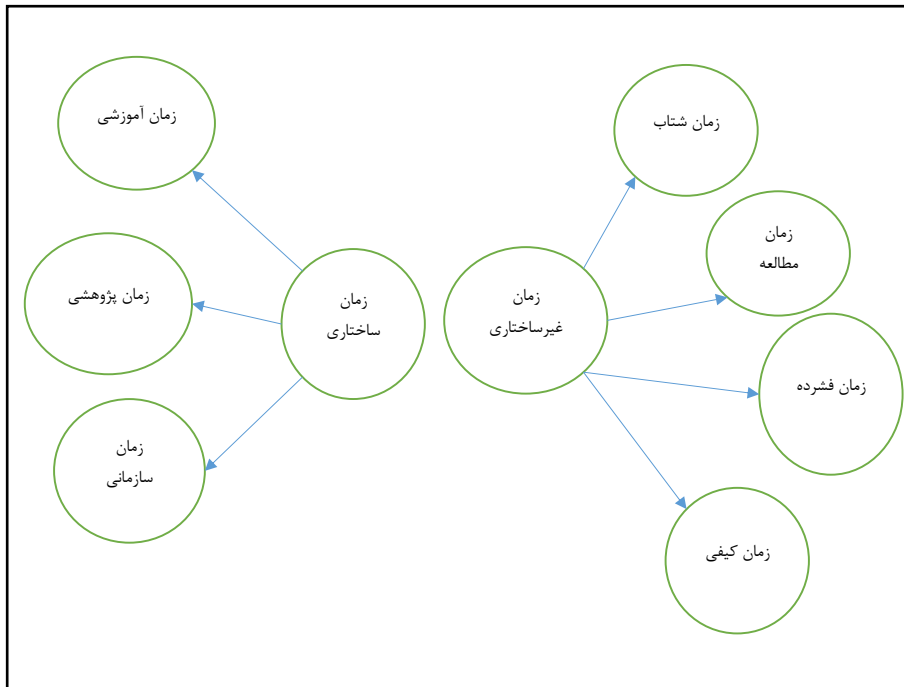 زمان شتاب
زمان
مطالعه
زمان فشرده
زمان کیفی
زمان
غیرساختاری
زمان
ساختاری
زمان آموزشی
زمان پژوهشی
زمان
سازمانی